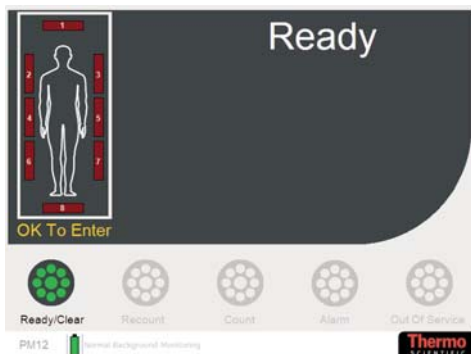 Ready
1
2 3
4 5
6 7
8
OK To Enter
Ready/Clear Recount Count Alarm Out Of Service
PM12 Normal Background Monitoring
Thermo
SCIENTIFIC